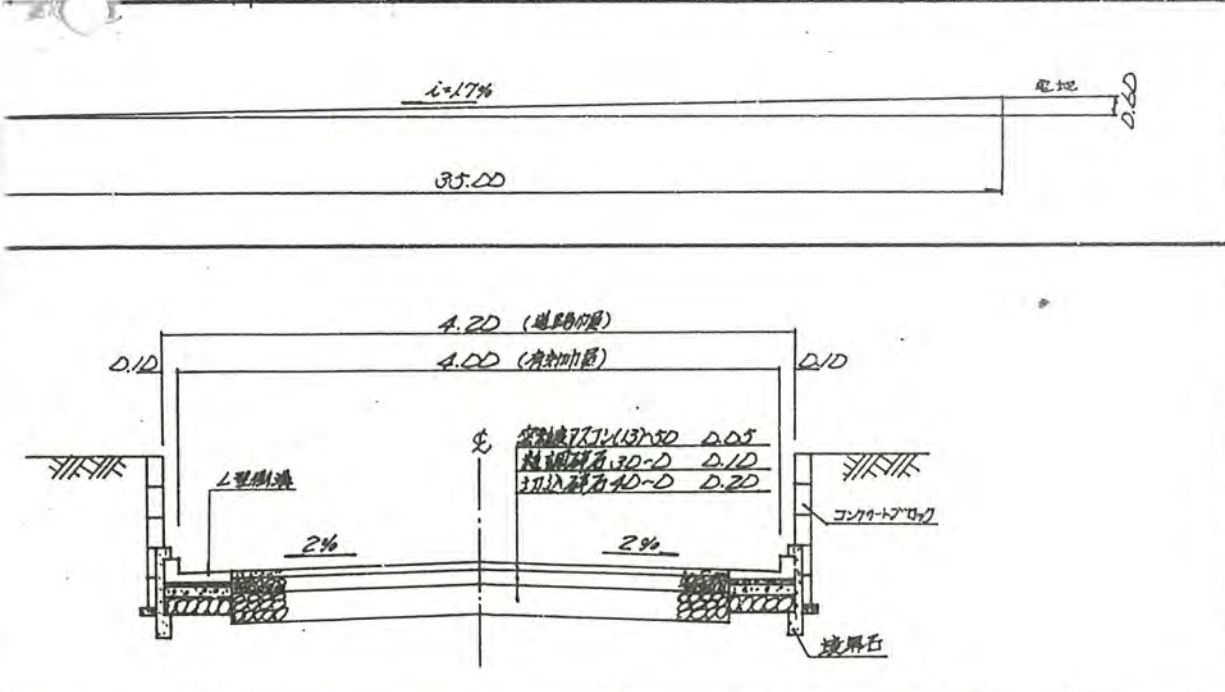 i=1.7%
宅地
0.60
35.00
4.20 (道路巾員)
0.10
4.00 (有効巾員)
0.10
℄
密粒度アスコン(13)-50 0.05
粒調砕石 30~0 0.10
切込砕石 40~0 0.20
L型側溝
コンクリートブロック
2%
2%
境界石